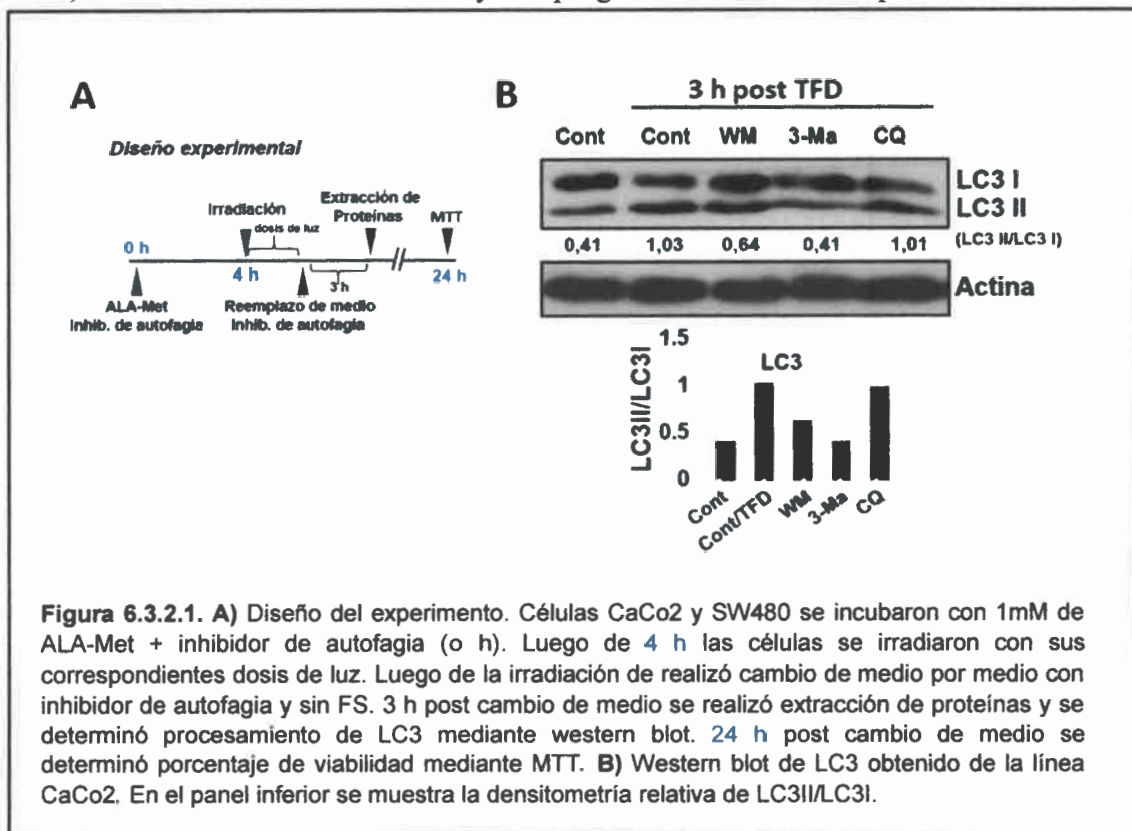 A
Diseño experimental
Irradiación
dosis de luz
Extracción de
Proteínas
MTT
0 h
4 h
3 h
24 h
ALA-Met
Inhib. de autofagia
Reemplazo de medio
Inhib. de autofagia
B
3 h post TFD
Cont Cont WM 3-Ma CQ
LC3 I
LC3 II
0,41 1,03 0,64 0,41 1,01 (LC3 II/LC3 I)
Actina
LC3II/LC3I
1.5
1
0.5
0
LC3
Cont Cont/TFD WM 3-Ma CQ
Figura 6.3.2.1. A) Diseño del experimento. Células CaCo2 y SW480 se incubaron con 1mM de
ALA-Met + inhibidor de autofagia (o h). Luego de 4 h las células se irradiaron con sus
correspondientes dosis de luz. Luego de la irradiación de realizó cambio de medio por medio con
inhibidor de autofagia y sin FS. 3 h post cambio de medio se realizó extracción de proteínas y se
determinó procesamiento de LC3 mediante western blot. 24 h post cambio de medio se
determinó porcentaje de viabilidad mediante MTT. B) Western blot de LC3 obtenido de la línea
CaCo2. En el panel inferior se muestra la densitometría relativa de LC3II/LC3I.